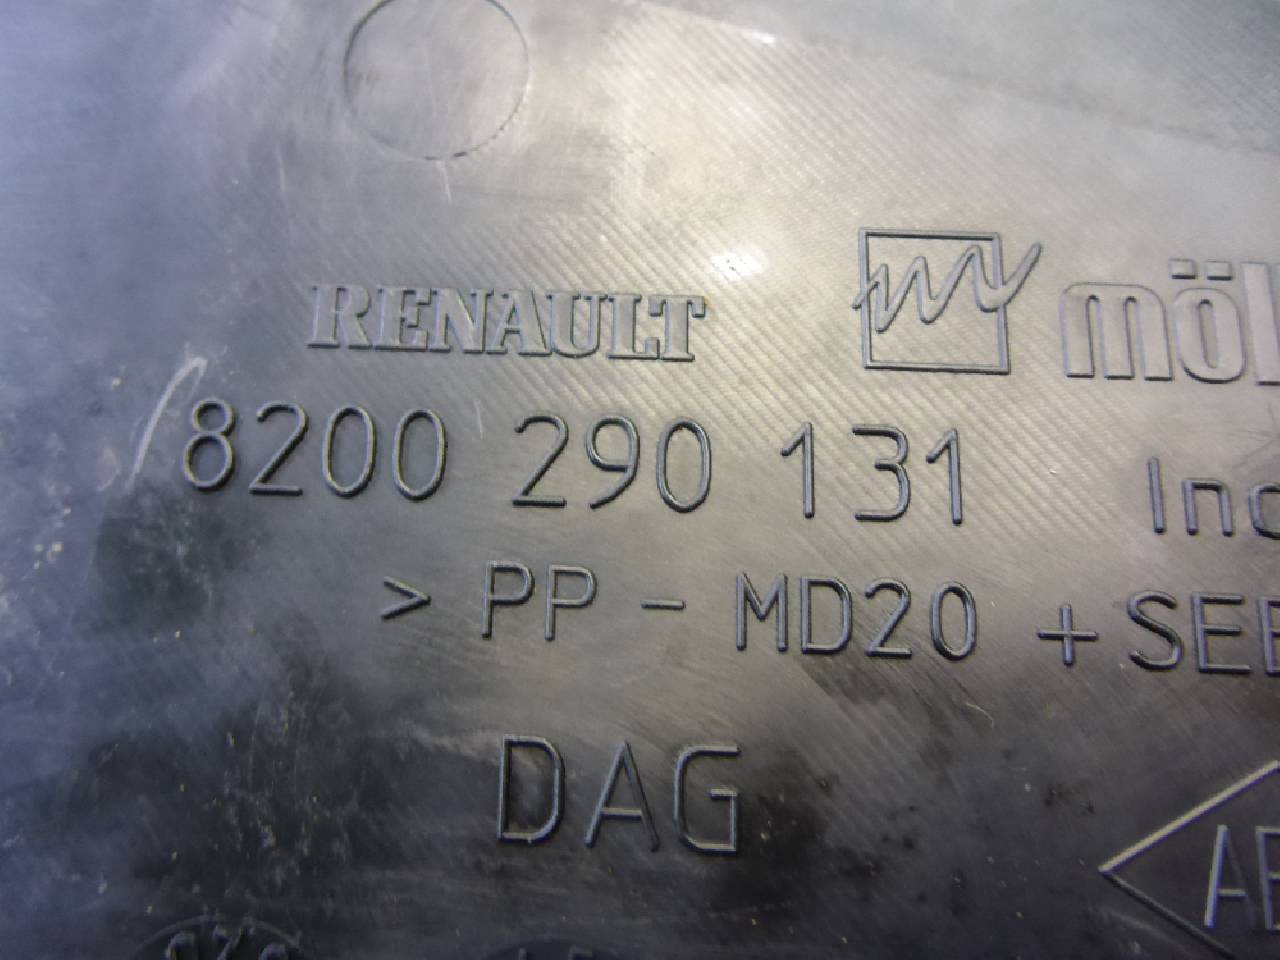 RENAULT
8200 290 131
> PP - MD20 +
DAG